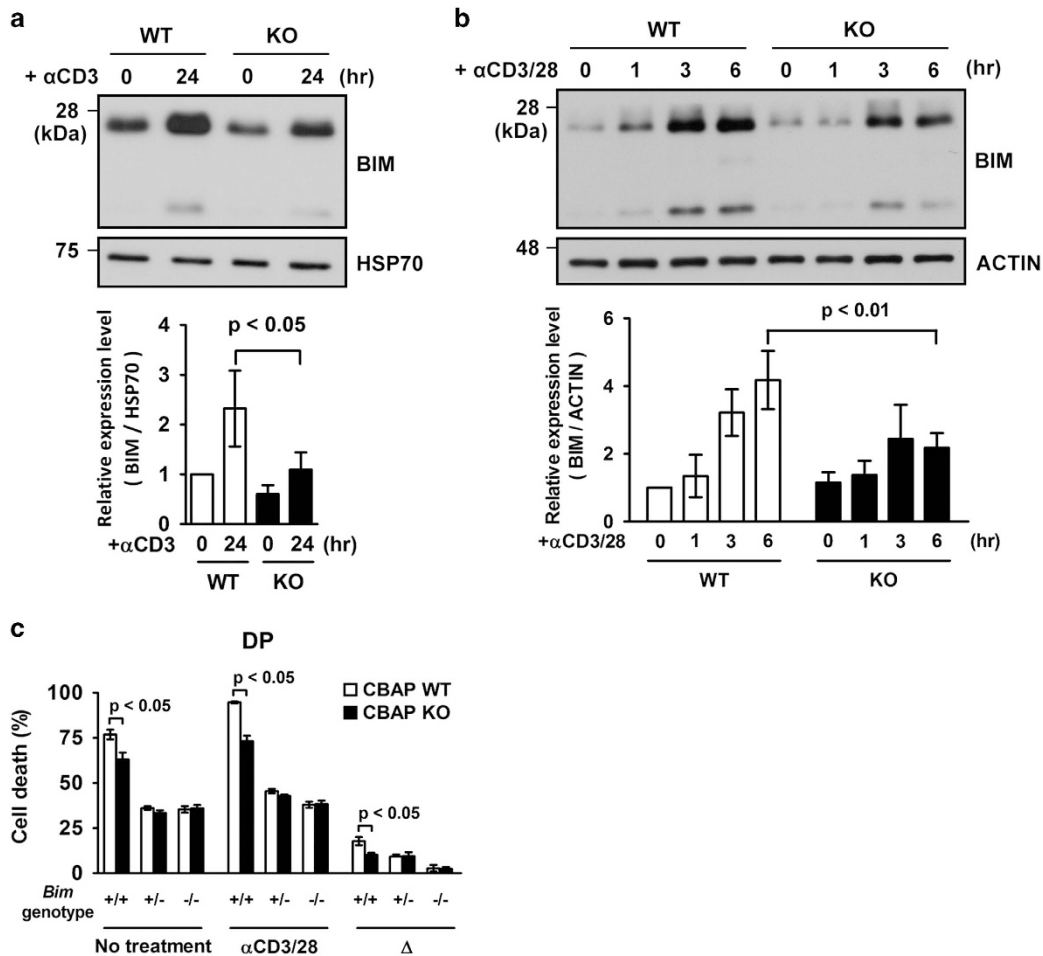 a
WT KO
+ αCD3 0 24 0 24 (hr)
28
(kDa)
BIM
75
HSP70
Relative expression level
( BIM / HSP70 )
4
3
2
1
0
p < 0.05
+αCD3 0 24 0 24 (hr)
WT KO
b
WT KO
+ αCD3/28 0 1 3 6 0 1 3 6 (hr)
28
(kDa)
BIM
48
ACTIN
Relative expression level
( BIM / ACTIN )
6
4
2
0
p < 0.01
+αCD3/28 0 1 3 6 0 1 3 6 (hr)
WT KO
c
DP
Cell death (%)
100
75
50
25
0
p < 0.05
p < 0.05
p < 0.05
CBAP WT
CBAP KO
Bim
genotype
+/+ +/- -/- +/+ +/- -/- +/+ +/- -/-
No treatment αCD3/28 Δ